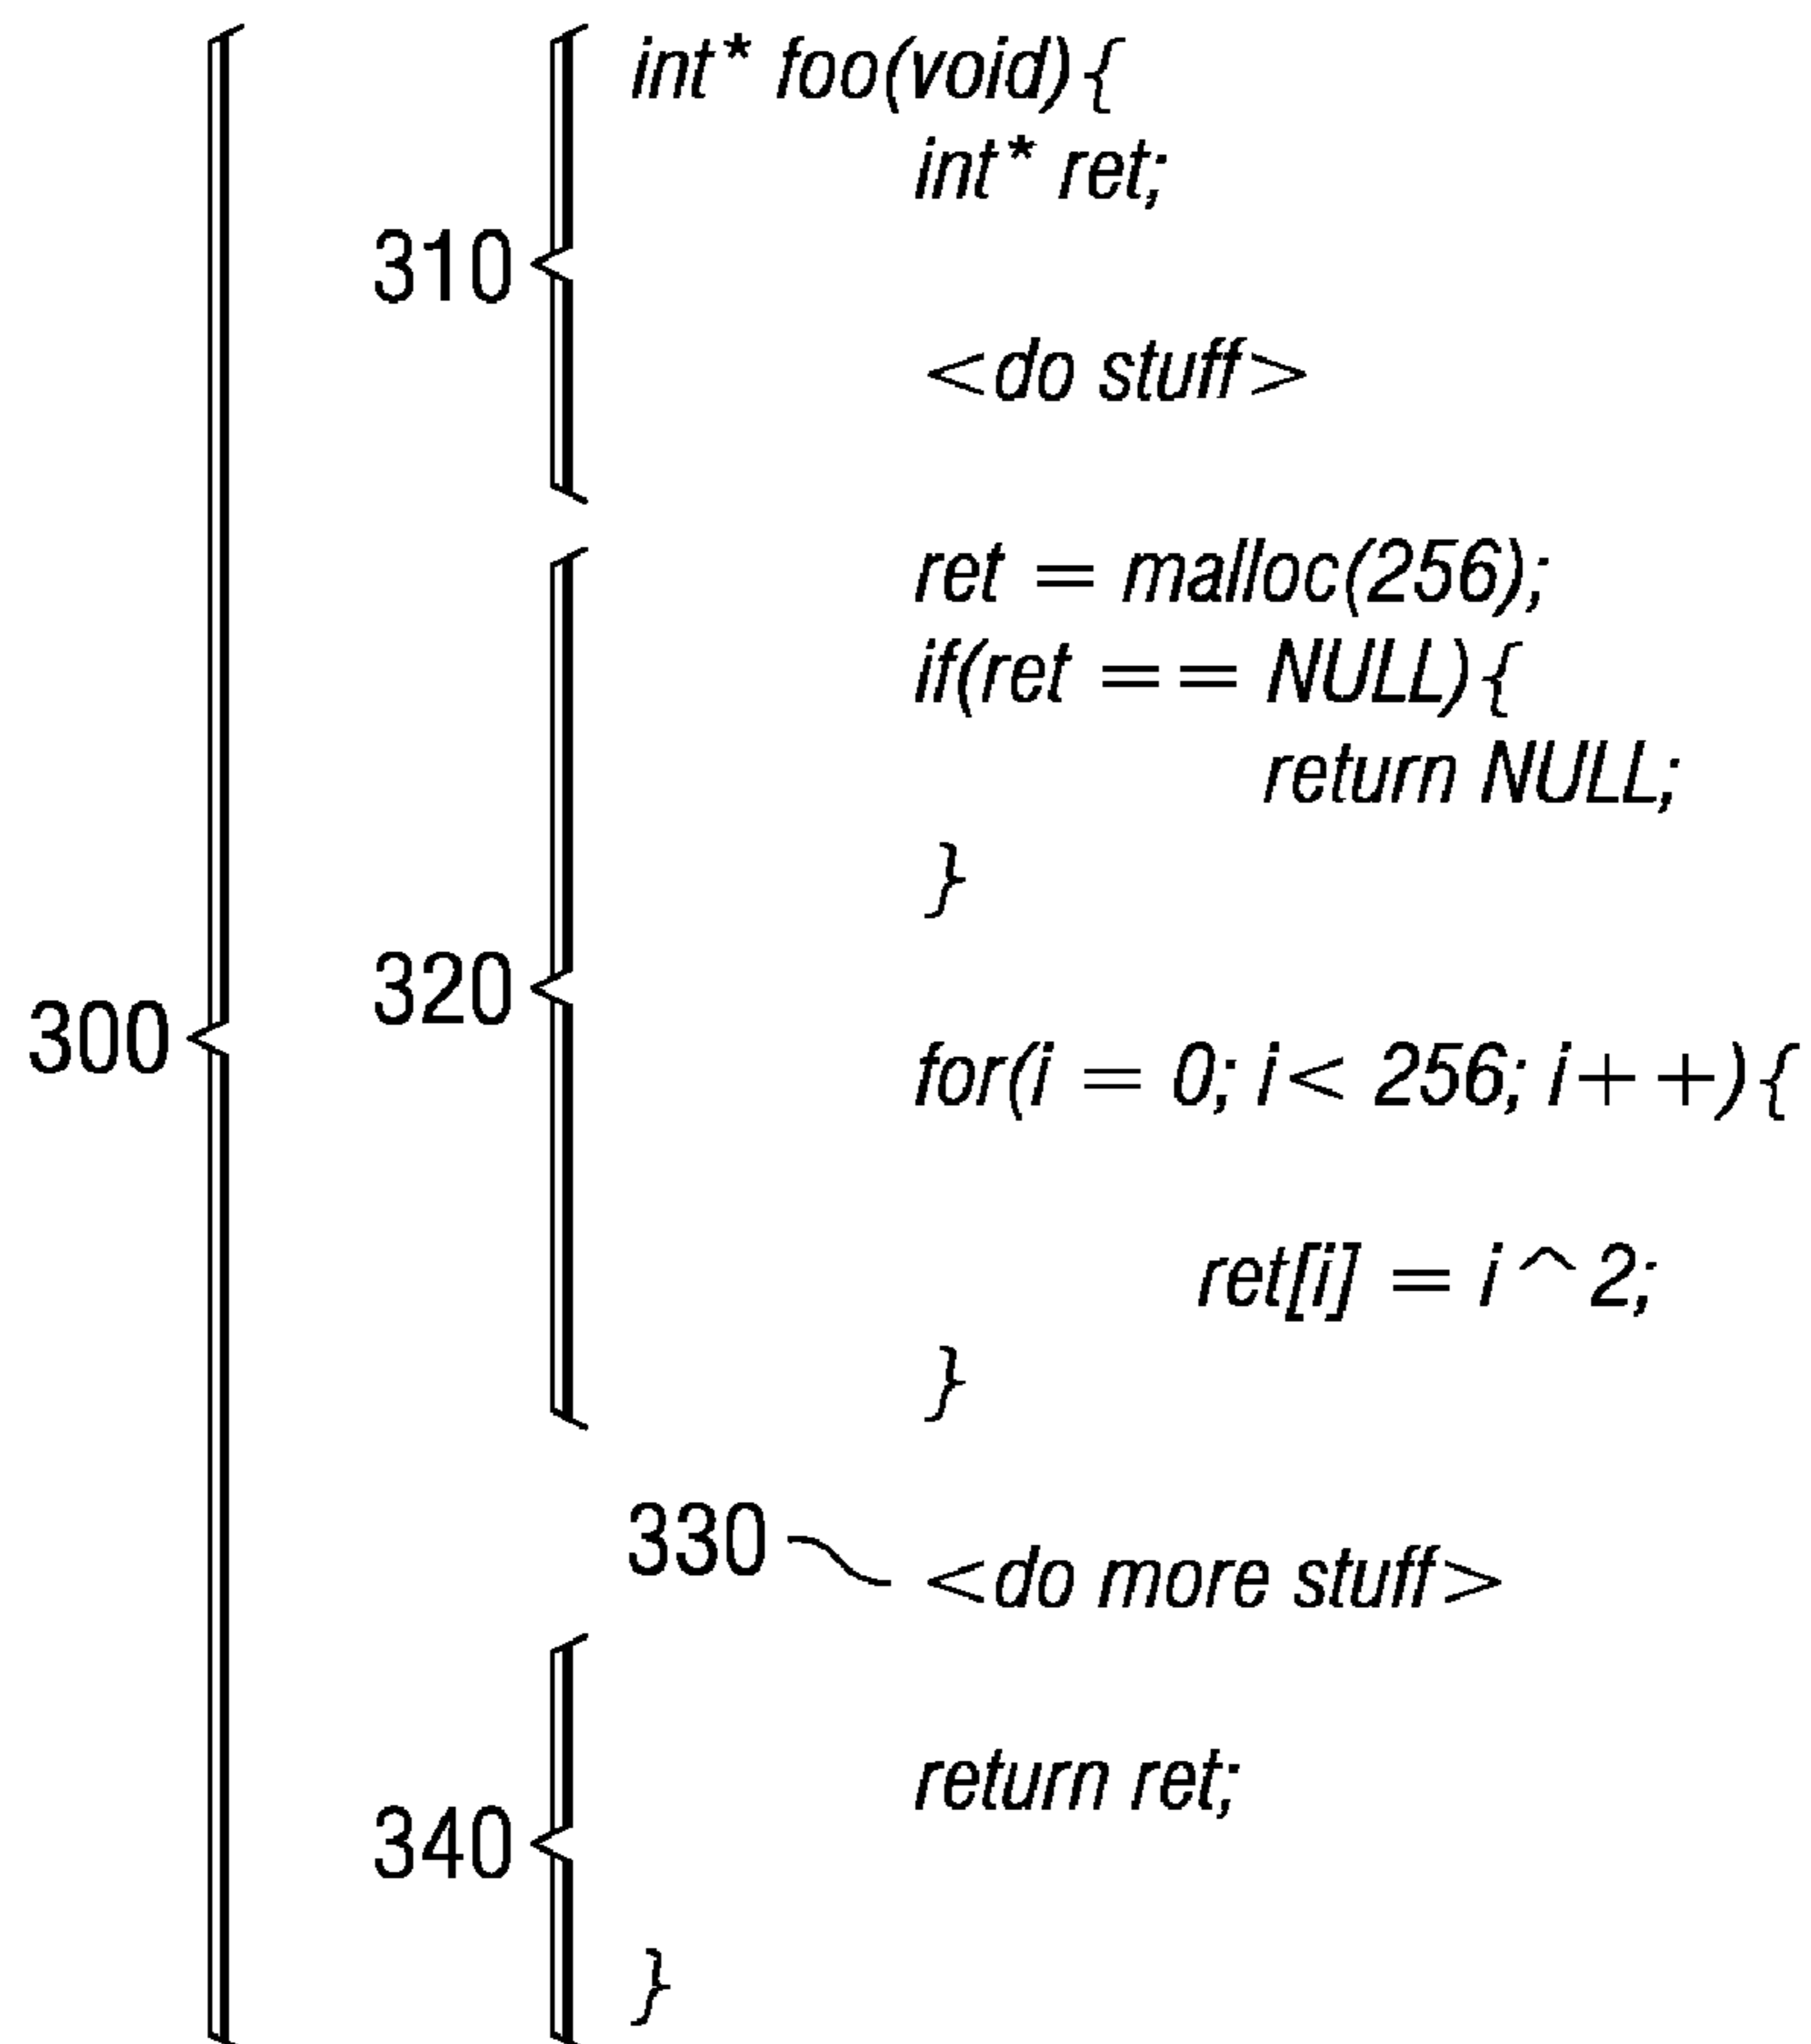 int* foo(void){
int* ret;
310
<do stuff>
ret = malloc(256);
if(ret == NULL){
return NULL;
}
320
300
for(i = 0; i < 256; i++){
ret[i] = i ^ 2;
}
330
<do more stuff>
return ret;
340
}